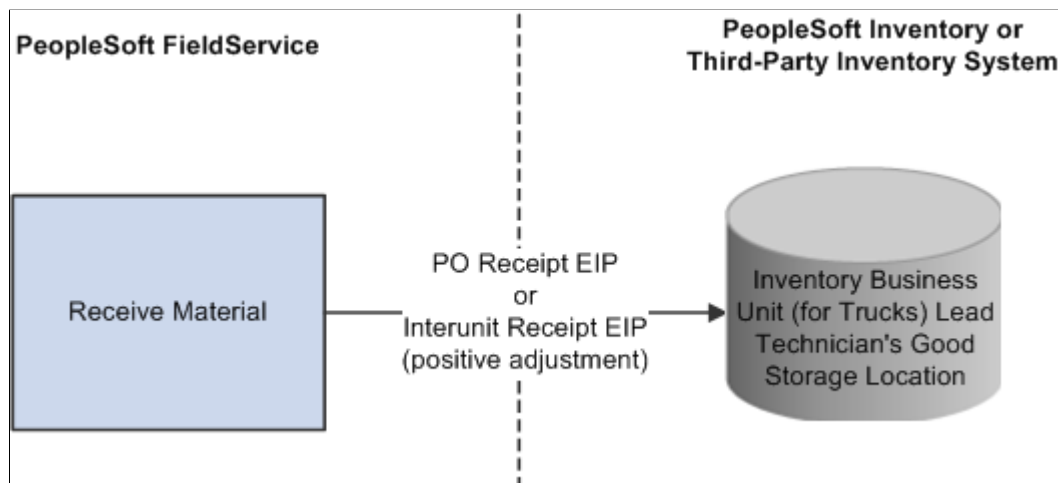 PeopleSoft FieldService
PeopleSoft Inventory or
Third-Party Inventory System
Receive Material
PO Receipt EIP
or
Interunit Receipt EIP
(positive adjustment)
Inventory Business
Unit (for Trucks) Lead
Technician's Good
Storage Location